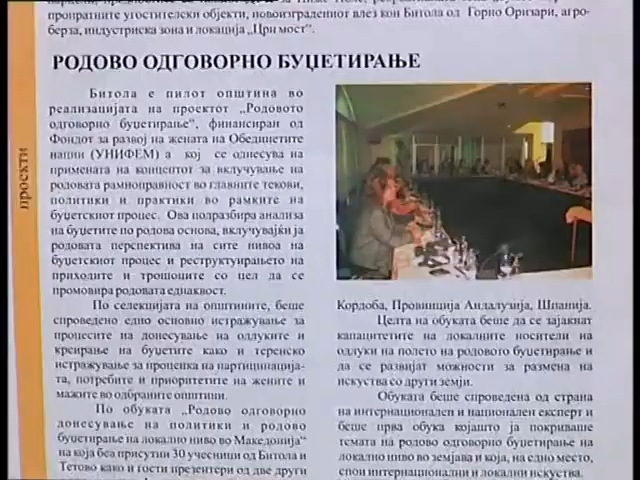 пропратните угостителски објекти, новоизградениот влез кон Битола од Горно Оризари, агро-
берза, индустриска зона и локација „Црн мост“.
РОДОВО ОДГОВОРНО БУЏЕТИРАЊЕ
проекти
Битола е пилот општина во
реализацијата на проектот „Родовото
одговорно буџетирање“, финансиран од
Фондот за развој на жената на Обединетите
нации (УНИФЕМ) а кој се однесува на
примената на концептот за вклучување на
родовата рамноправност во главните текови,
политики и практики во рамките на
буџетскиот процес. Ова подразбира анализа
на буџетите по родова основа, вклучувајќи ја
родовата перспектива на сите нивоа на
буџетскиот процес и реструктуирањето на
приходите и трошоците со цел да се
промовира родовата еднаквост.
По селекцијата на општините, беше
спроведено едно основно истражување за
процесите на донесување на одлуките и
креирање на буџетите како и теренско
истражување за проценка на партиципација-
та, потребите и приоритетите на жените и
мажите во одбраните општини.
По обуката „Родово одговорно
донесување на политики и родово
буџетирање на локално ниво во Македонија“
на која беа присутни 30 учесници од Битола и
Тетово како и гости презентери од две други
Кордоба, Провинција Андалузија, Шпанија.
Целта на обуката беше да се зајакнат
капацитетите на локалните носители на
одлуки на полето на родовото буџетирање и
да се развијат можности за размена на
искуства со други земји.
Обуката беше спроведена од страна
на интернационален и национален експерт и
беше прва обука којашто ја покриваше
темата на родово одговорно буџетирање на
локално ниво во земјава и која, на едно место,
спои интернационални и локални искуства.